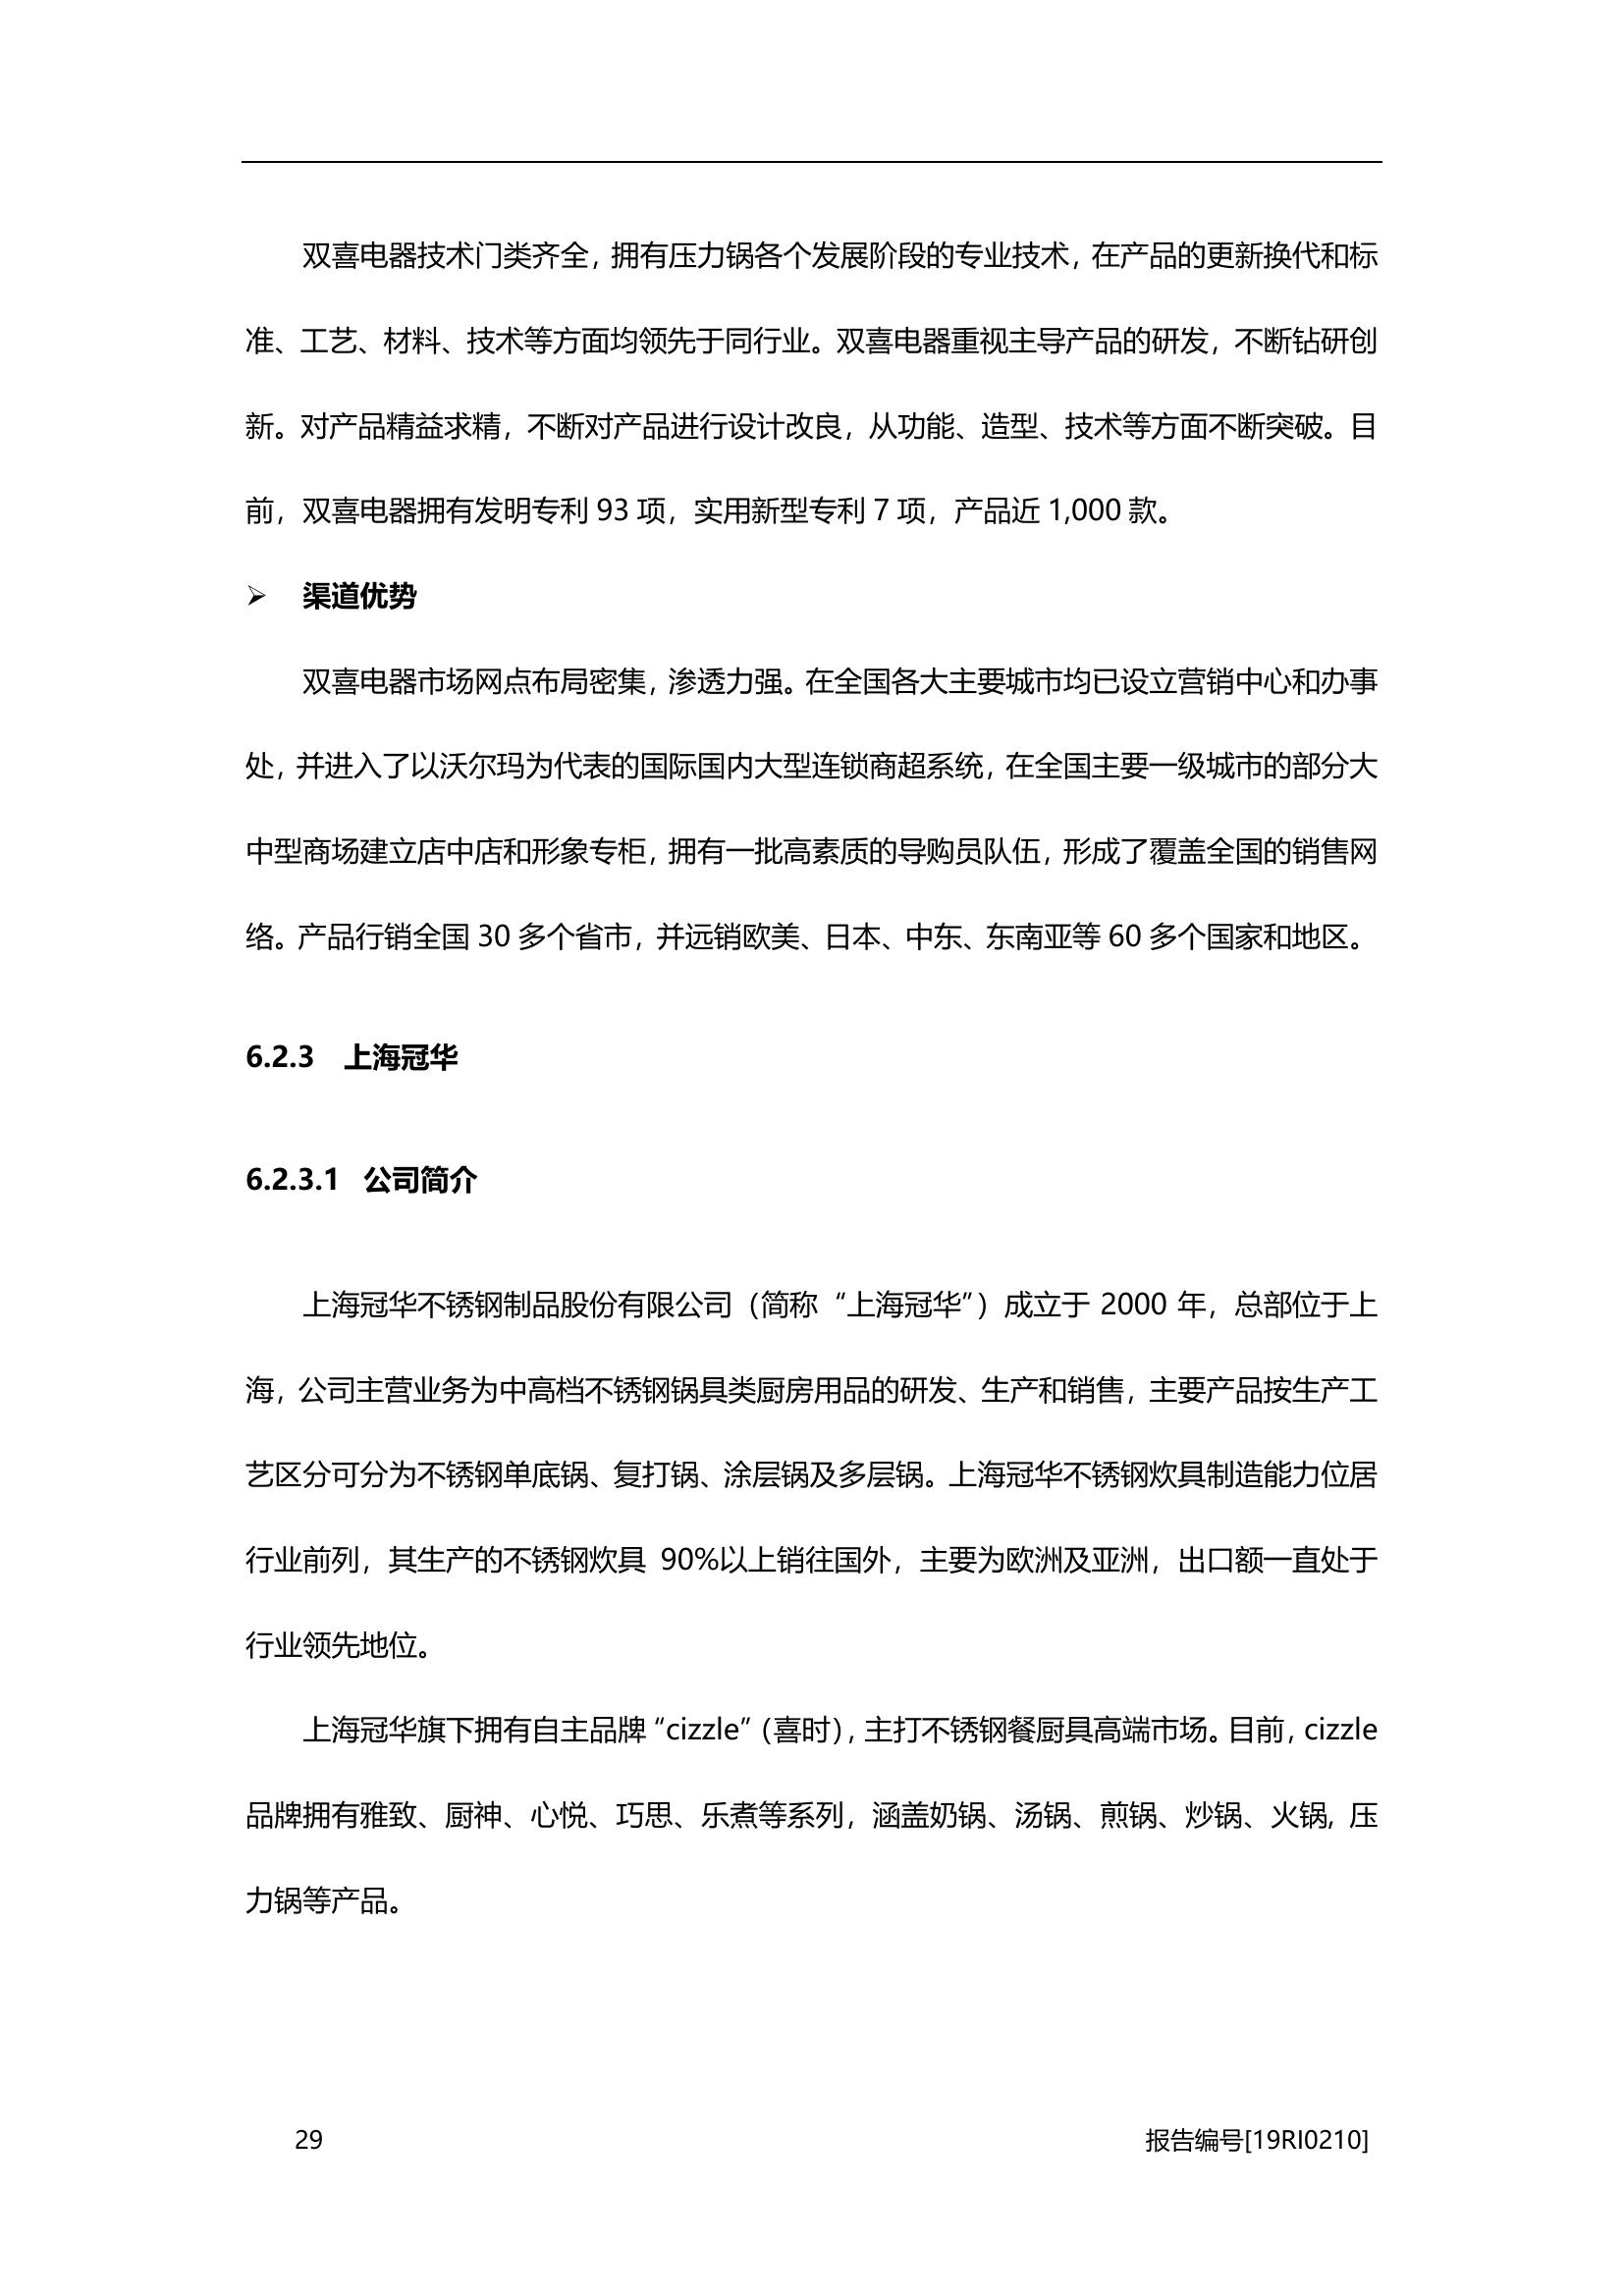 双喜电器技术门类齐全，拥有压力锅各个发展阶段的专业技术，在产品的更新换代和标
准、工艺、材料、技术等方面均领先于同行业。双喜电器重视主导产品的研发，不断钻研创
新。对产品精益求精，不断对产品进行设计改良，从功能、造型、技术等方面不断突破。目
前，双喜电器拥有发明专利 93 项，实用新型专利 7 项，产品近 1,000 款。
➢ 渠道优势
双喜电器市场网点布局密集，渗透力强。在全国各大主要城市均已设立营销中心和办事
处，并进入了以沃尔玛为代表的国际国内大型连锁商超系统，在全国主要一级城市的部分大
中型商场建立店中店和形象专柜，拥有一批高素质的导购员队伍，形成了覆盖全国的销售网
络。产品行销全国 30 多个省市，并远销欧美、日本、中东、东南亚等 60 多个国家和地区。
6.2.3 上海冠华
6.2.3.1 公司简介
上海冠华不锈钢制品股份有限公司（简称“上海冠华”）成立于 2000 年，总部位于上
海，公司主营业务为中高档不锈钢锅具类厨房用品的研发、生产和销售，主要产品按生产工
艺区分可分为不锈钢单底锅、复打锅、涂层锅及多层锅。上海冠华不锈钢炊具制造能力位居
行业前列，其生产的不锈钢炊具 90%以上销往国外，主要为欧洲及亚洲，出口额一直处于
行业领先地位。
上海冠华旗下拥有自主品牌“cizzle”（喜时），主打不锈钢餐厨具高端市场。目前，cizzle
品牌拥有雅致、厨神、心悦、巧思、乐煮等系列，涵盖奶锅、汤锅、煎锅、炒锅、火锅，压
力锅等产品。
29 报告编号[19RI0210]